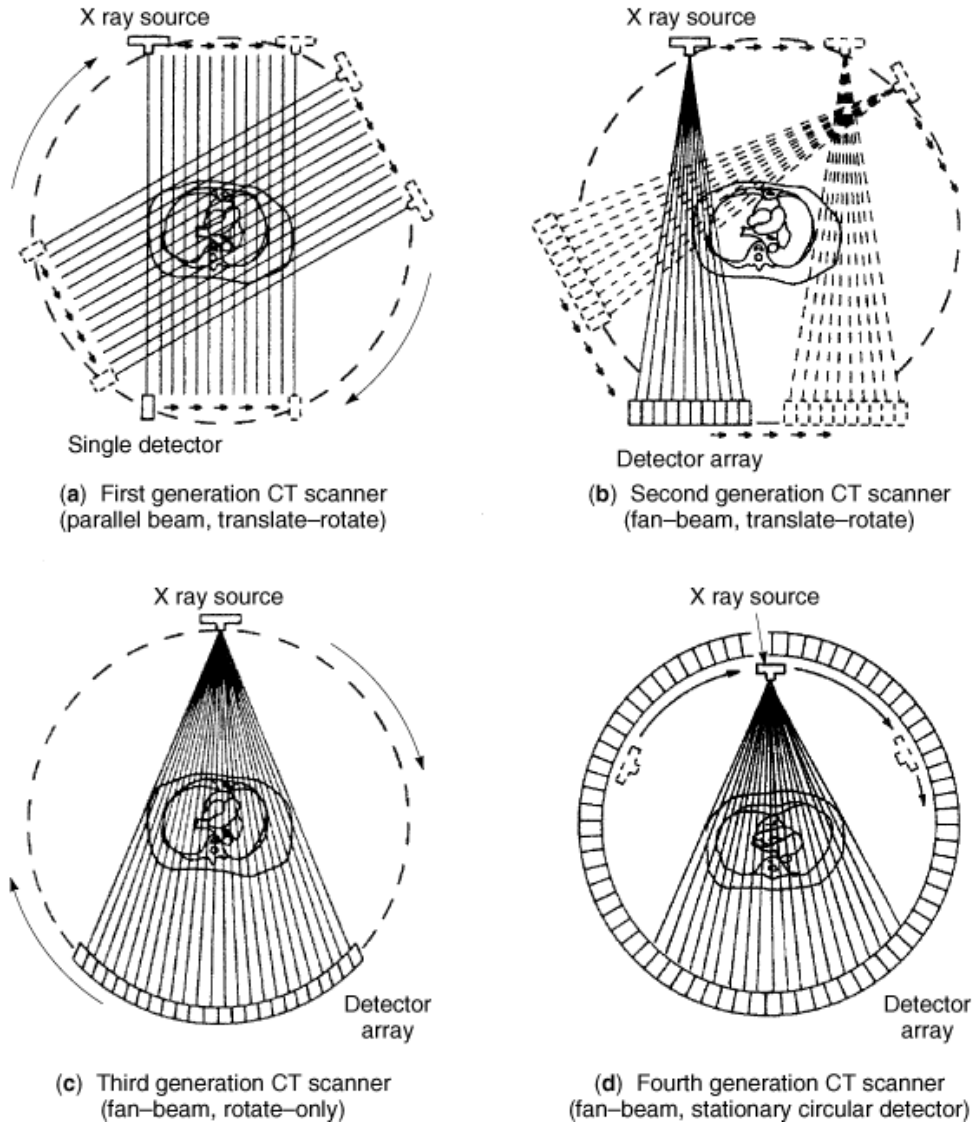 X ray source
Single detector
(a) First generation CT scanner
(parallel beam, translate–rotate)
X ray source
Detector array
(b) Second generation CT scanner
(fan–beam, translate–rotate)
X ray source
Detector
array
(c) Third generation CT scanner
(fan–beam, rotate–only)
X ray source
Detector
array
(d) Fourth generation CT scanner
(fan–beam, stationary circular detector)